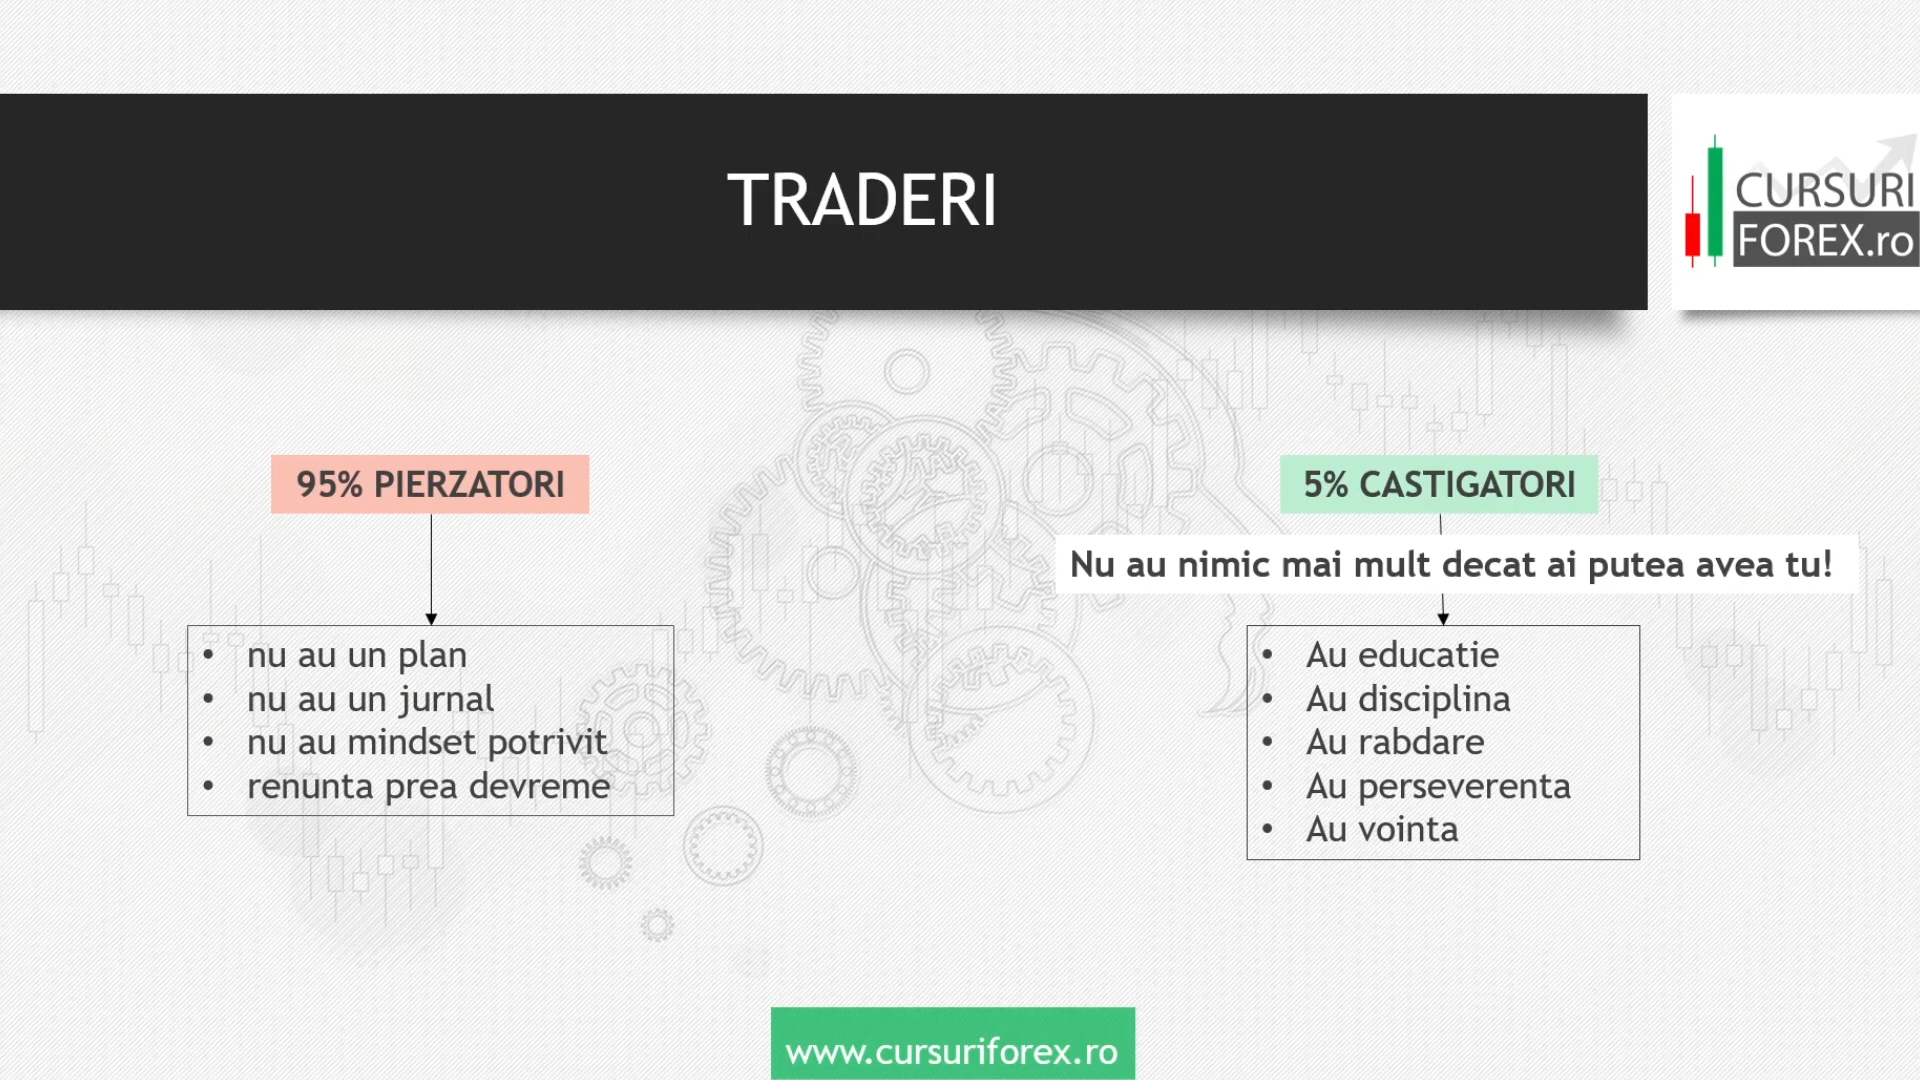 TRADERI
CURSURI
FOREX.ro
95% PIERZATORI
nu au un plan
nu au un jurnal
nu au mindset potrivit
renunta prea devreme
5% CASTIGATORI
Nu au nimic mai mult decat ai putea avea tu!
Au educatie
Au disciplina
Au rabdare
Au perseverenta
Au vointa
www.cursuriforex.ro